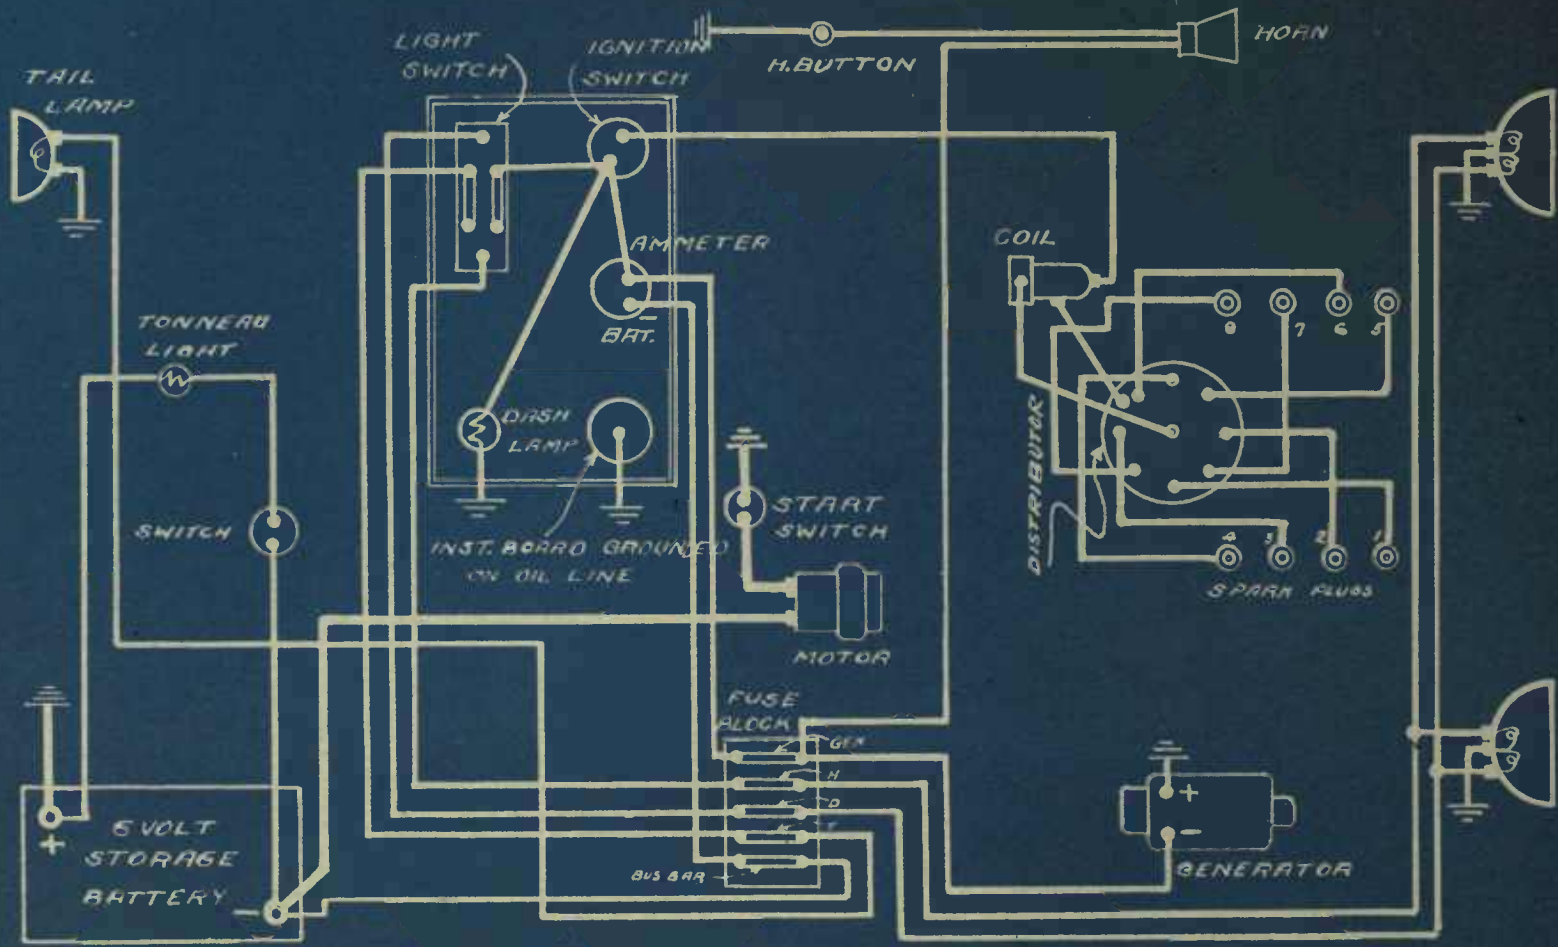 LIGHT
SWITCH
IGNITION
SWITCH
H. BUTTON
HORN
TAIL
LAMP
AMMETER
-
BAT.
COIL
TONNEAU
LIGHT
8
7
6
5
DASH
LAMP
DISTRIBUTOR
SWITCH
START
SWITCH
INST. BOARD GROUNDED
ON OIL LINE
4
3
2
1
SPARK PLUGS
MOTOR
FUSE
BLOCK
GEN
H
D
T
BUS BAR
+
6 VOLT
STORAGE
BATTERY
-
+
-
GENERATOR